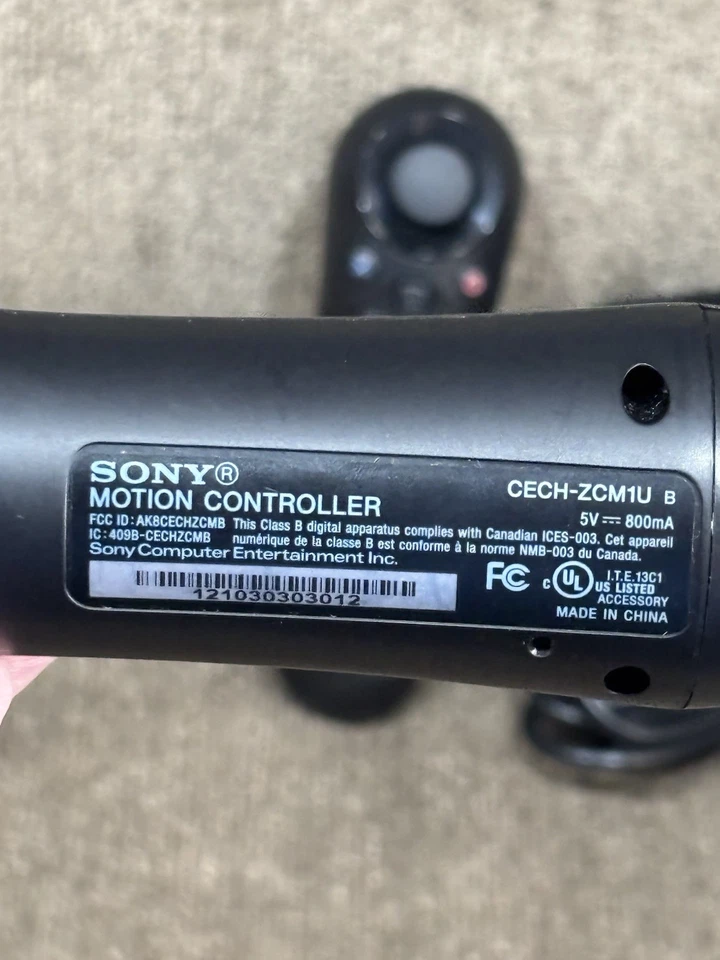 SONY®
MOTION CONTROLLER
CECH-ZCM1U B
5V ⎓ 800mA
FCC ID: AK8CECHZCMB This Class B digital apparatus complies with Canadian ICES-003. Cet appareil
IC: 409B-CECHZCMB numérique de la classe B est conforme à la norme NMB-003 du Canada.
Sony Computer Entertainment Inc.
121030303012
FC
c UL US LISTED
I.T.E.13C1
ACCESSORY
MADE IN CHINA